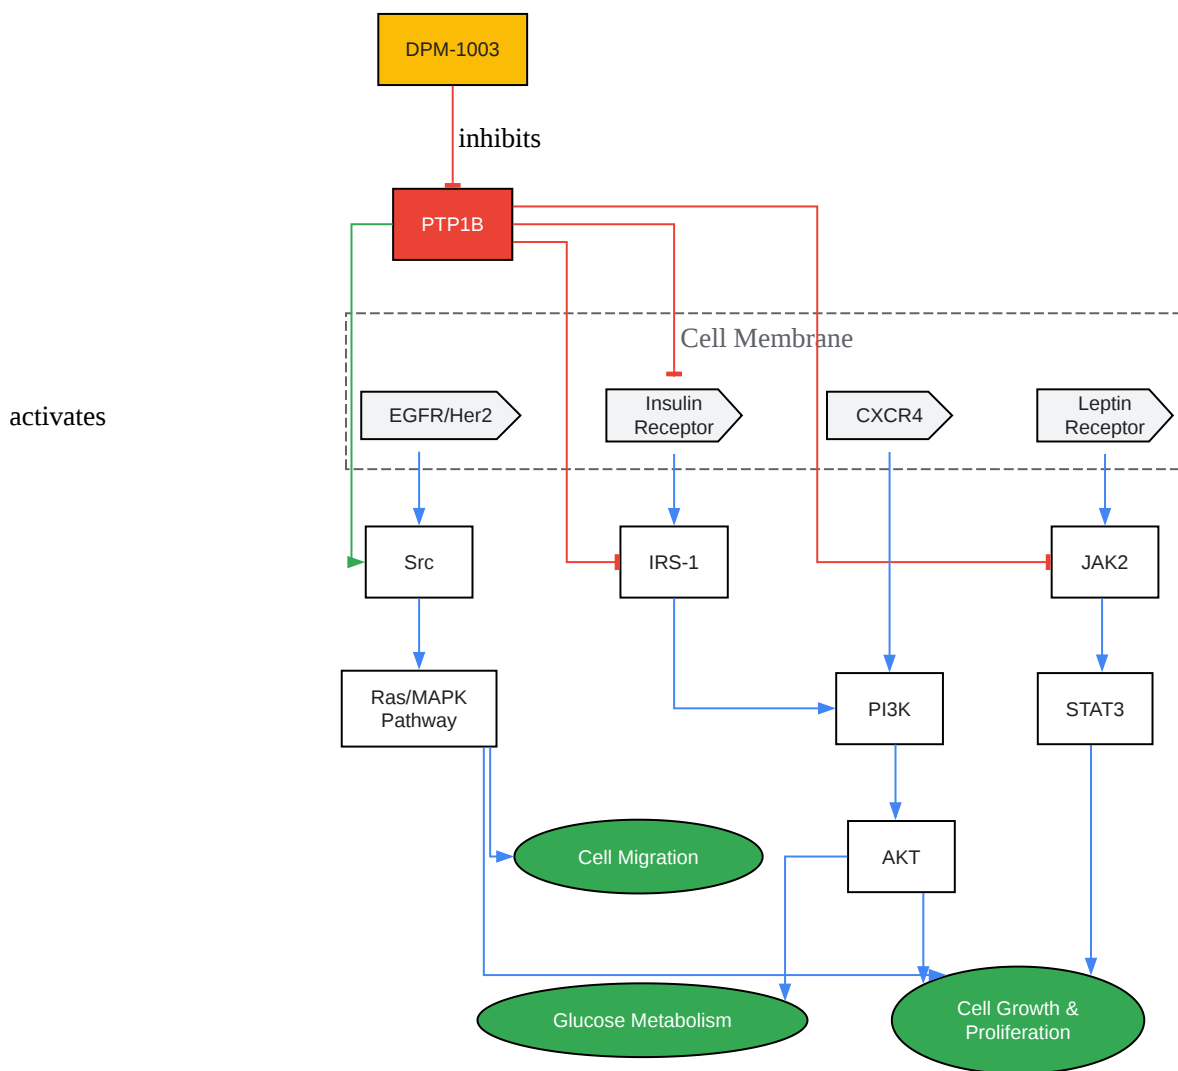 DPM-1003
inhibits
PTP1B
Cell Membrane
activates
EGFR/Her2
Insulin
Receptor
CXCR4
Leptin
Receptor
Src
IRS-1
JAK2
Ras/MAPK
Pathway
PI3K
STAT3
Cell Migration
AKT
Glucose Metabolism
Cell Growth &
Proliferation